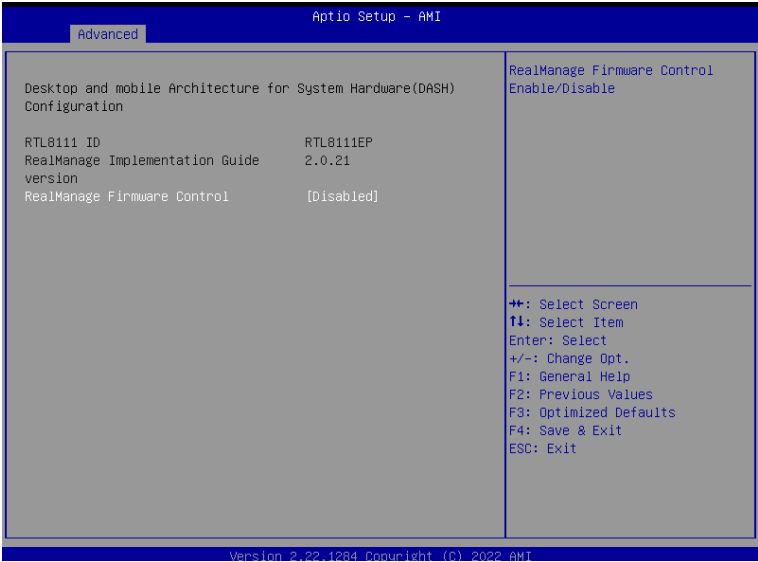 Aptio Setup – AMI
Advanced
Desktop and mobile Architecture for System Hardware(DASH)
Configuration
RTL8111 ID RTL8111EP
RealManage Implementation Guide 2.0.21
version
RealManage Firmware Control [Disabled]
RealManage Firmware Control
Enable/Disable
→←: Select Screen
↑↓: Select Item
Enter: Select
+/-: Change Opt.
F1: General Help
F2: Previous Values
F3: Optimized Defaults
F4: Save & Exit
ESC: Exit
Version 2.22.1284 Copyright (C) 2022 AMI